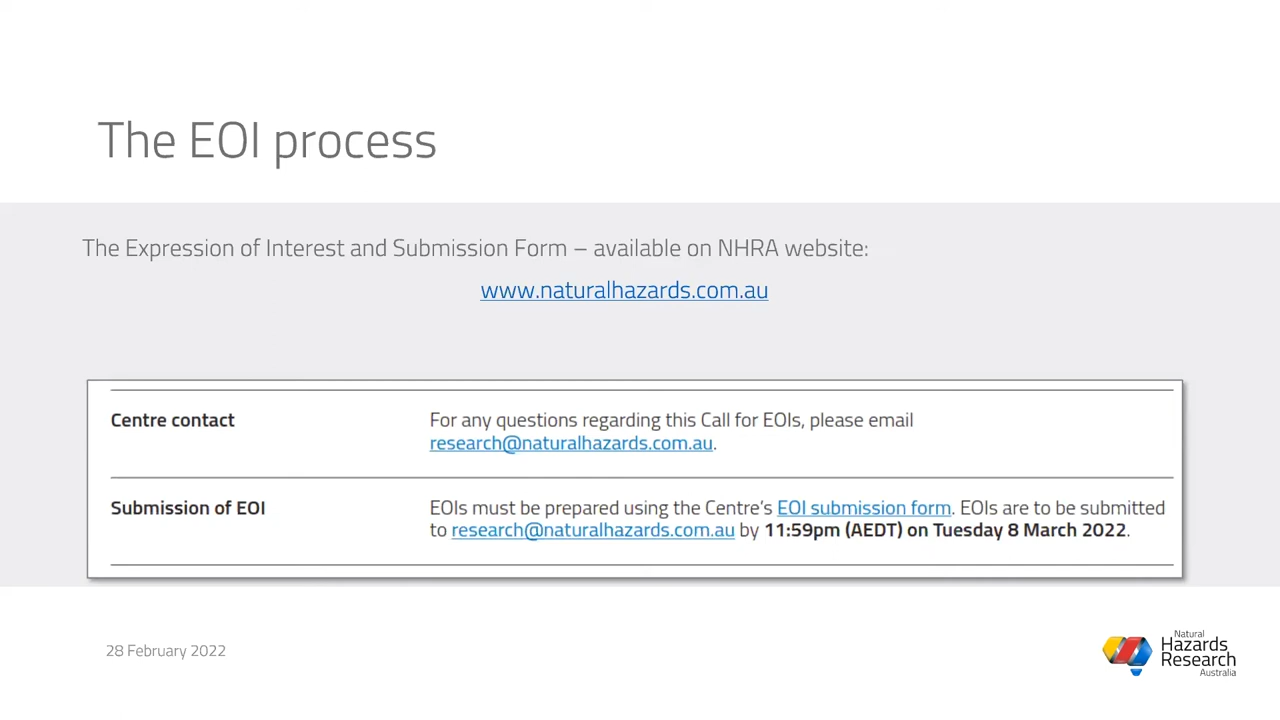 The EOI process
The Expression of Interest and Submission Form – available on NHRA website:
www.naturalhazards.com.au
Centre contact
For any questions regarding this Call for EOIs, please email
research@naturalhazards.com.au.
Submission of EOI
EOIs must be prepared using the Centre's EOI submission form. EOIs are to be submitted
to research@naturalhazards.com.au by 11:59pm (AEDT) on Tuesday 8 March 2022.
28 February 2022
Natural
Hazards
Research
Australia